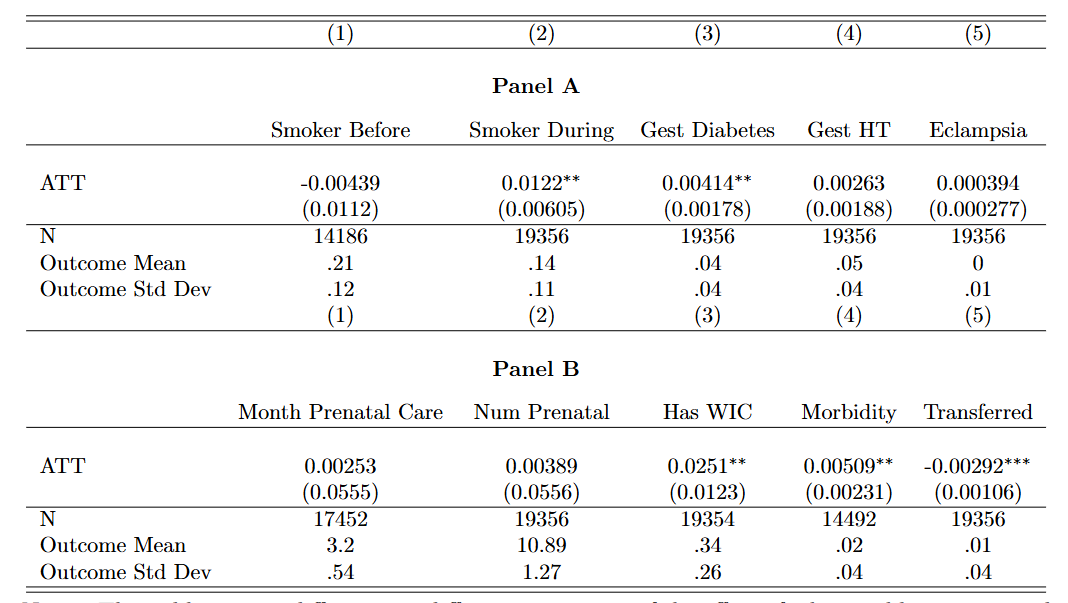 (1) (2) (3) (4) (5)
Panel A
Smoker Before Smoker During Gest Diabetes Gest HT Eclampsia
ATT -0.00439 0.0122** 0.00414** 0.00263 0.000394
(0.0112) (0.00605) (0.00178) (0.00188) (0.000277)
N 14186 19356 19356 19356 19356
Outcome Mean .21 .14 .04 .05 0
Outcome Std Dev .12 .11 .04 .04 .01
(1) (2) (3) (4) (5)
Panel B
Month Prenatal Care Num Prenatal Has WIC Morbidity Transferred
ATT 0.00253 0.00389 0.0251** 0.00509** -0.00292***
(0.0555) (0.0556) (0.0123) (0.00231) (0.00106)
N 17452 19356 19354 14492 19356
Outcome Mean 3.2 10.89 .34 .02 .01
Outcome Std Dev .54 1.27 .26 .04 .04